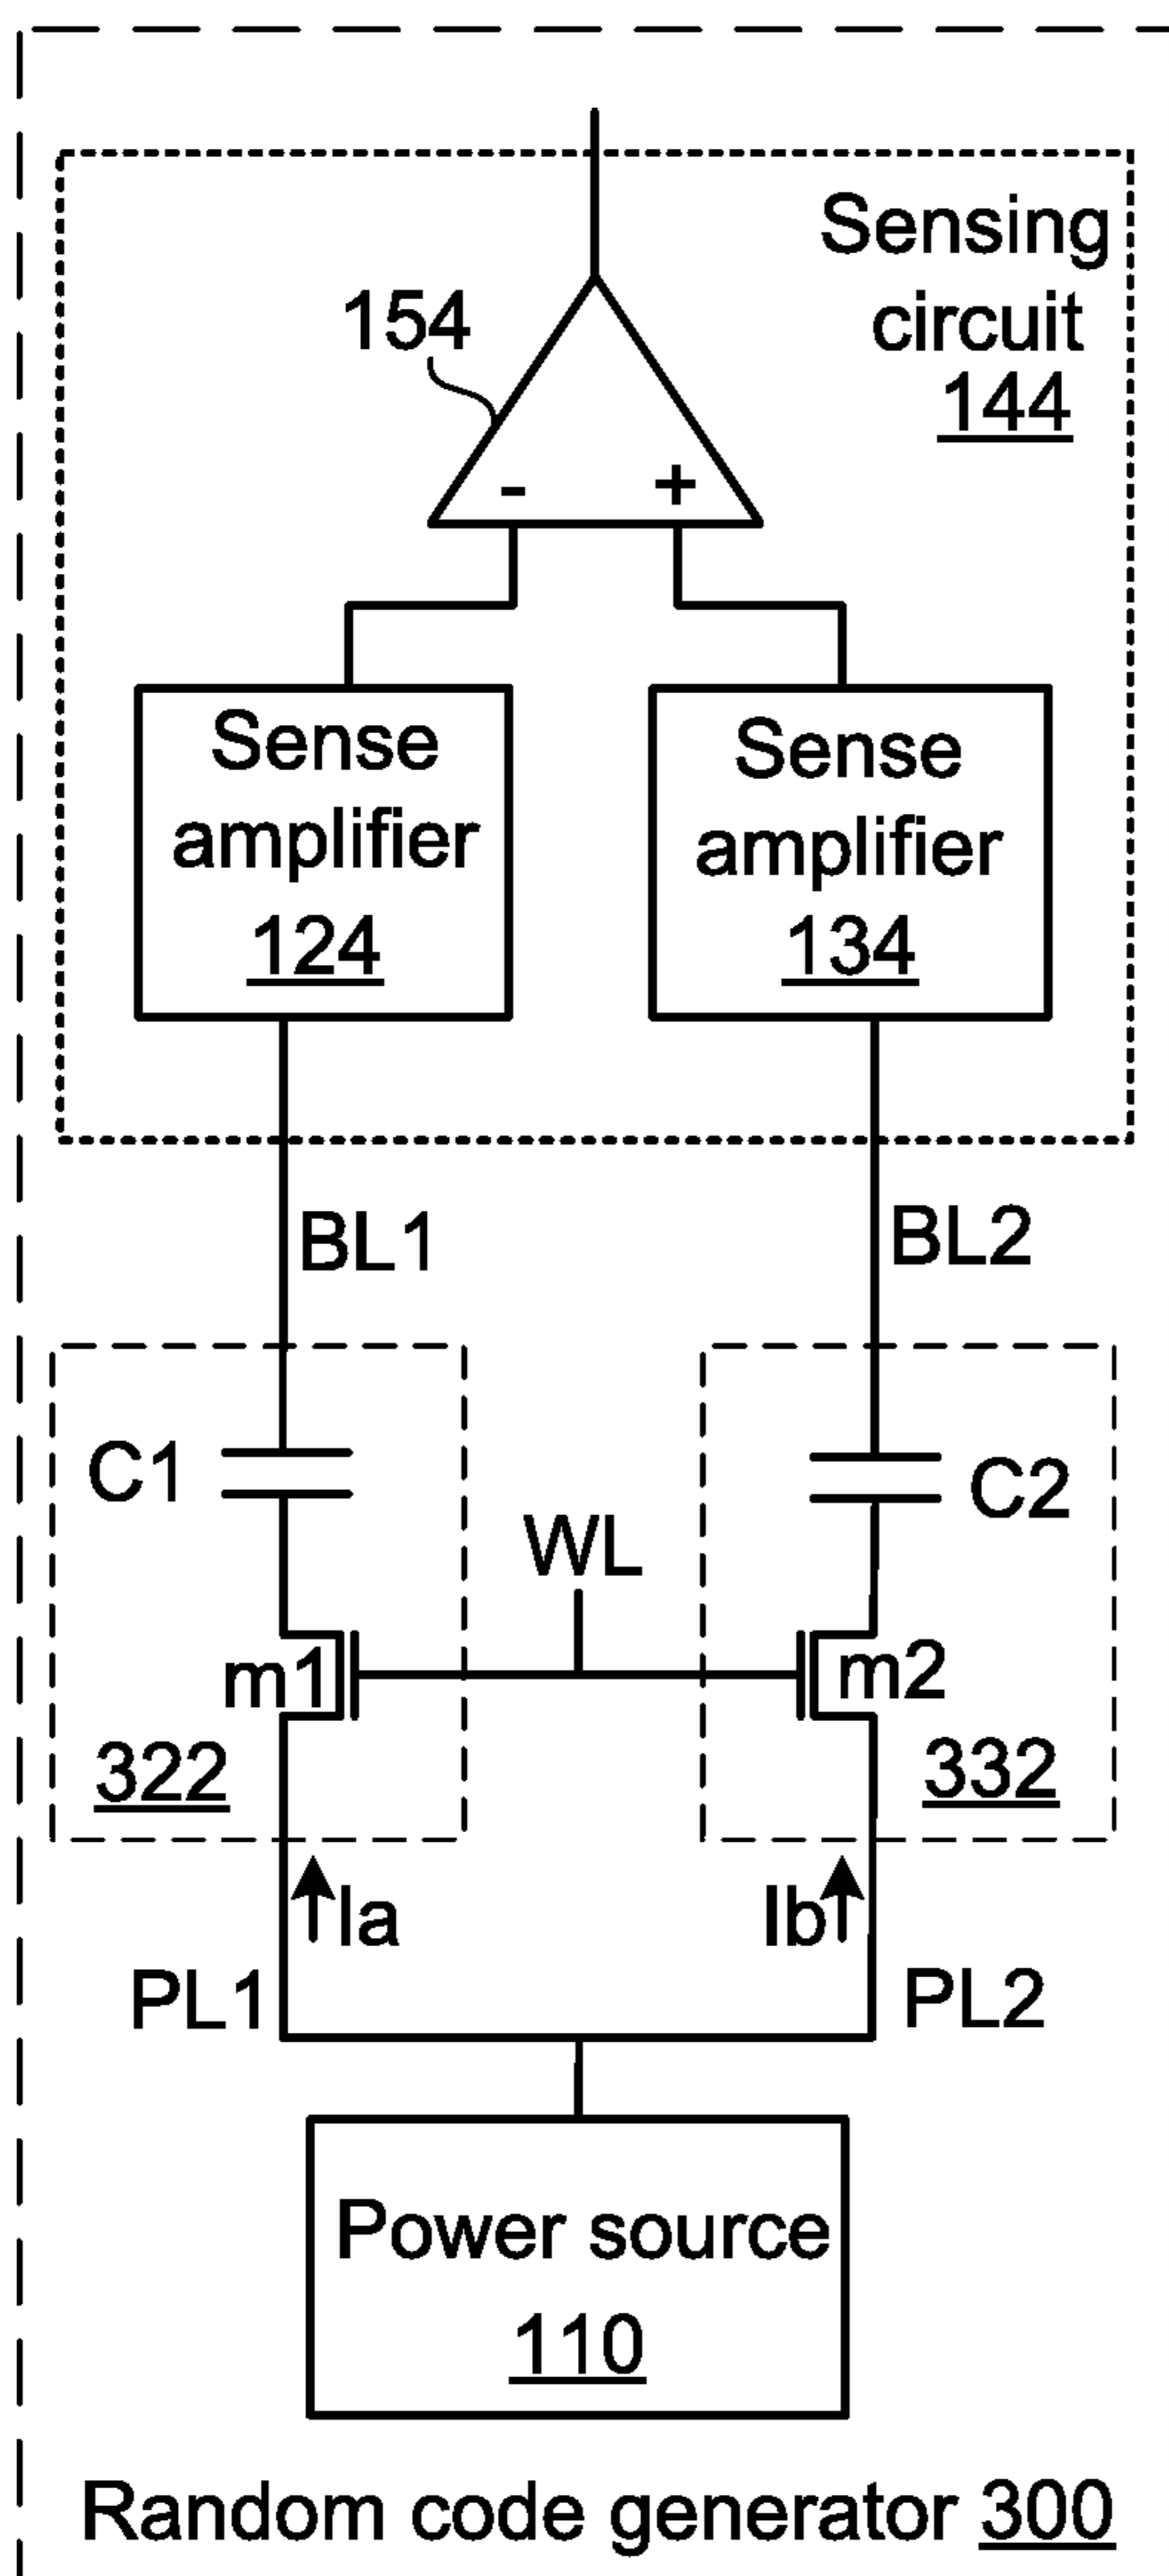 Sensing
circuit
144
154
- +
Sense
amplifier
124
Sense
amplifier
134
BL1
BL2
C1
C2
WL
m1
m2
322
332
Ia
Ib
PL1
PL2
Power source
110
Random code generator 300